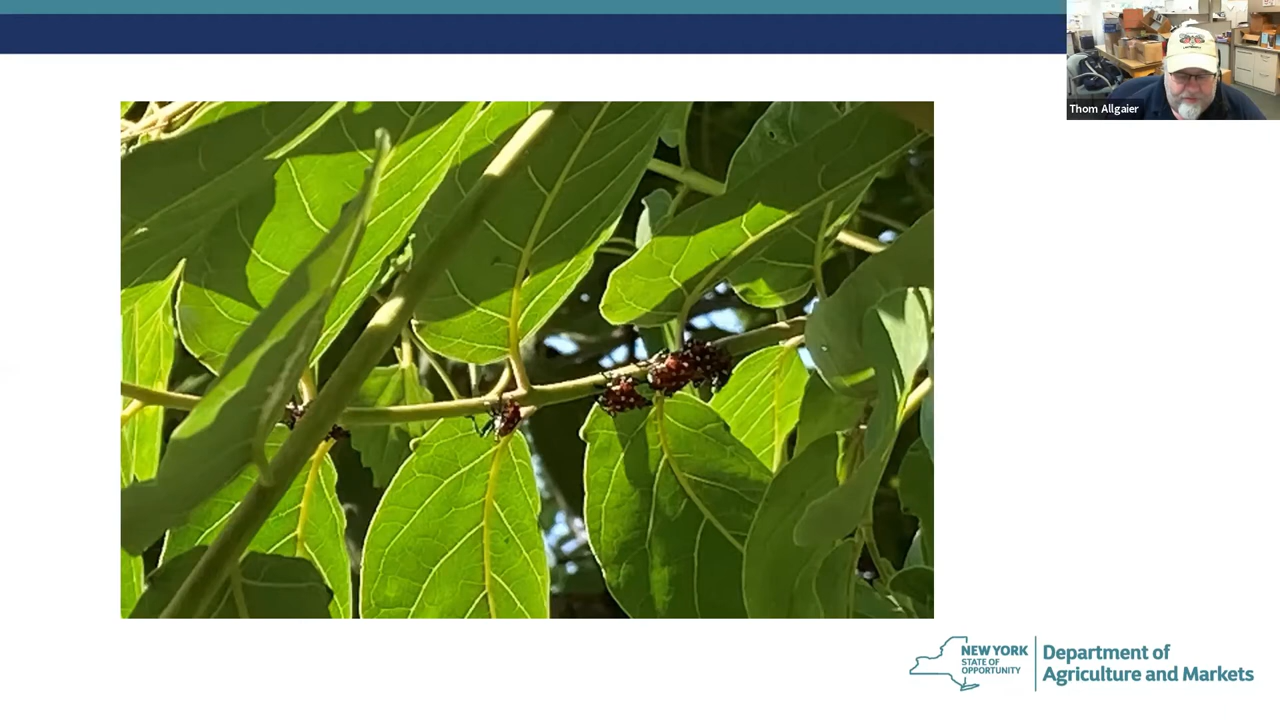 Thom Allgaier
NEW YORK
STATE OF
OPPORTUNITY
Department of
Agriculture and Markets